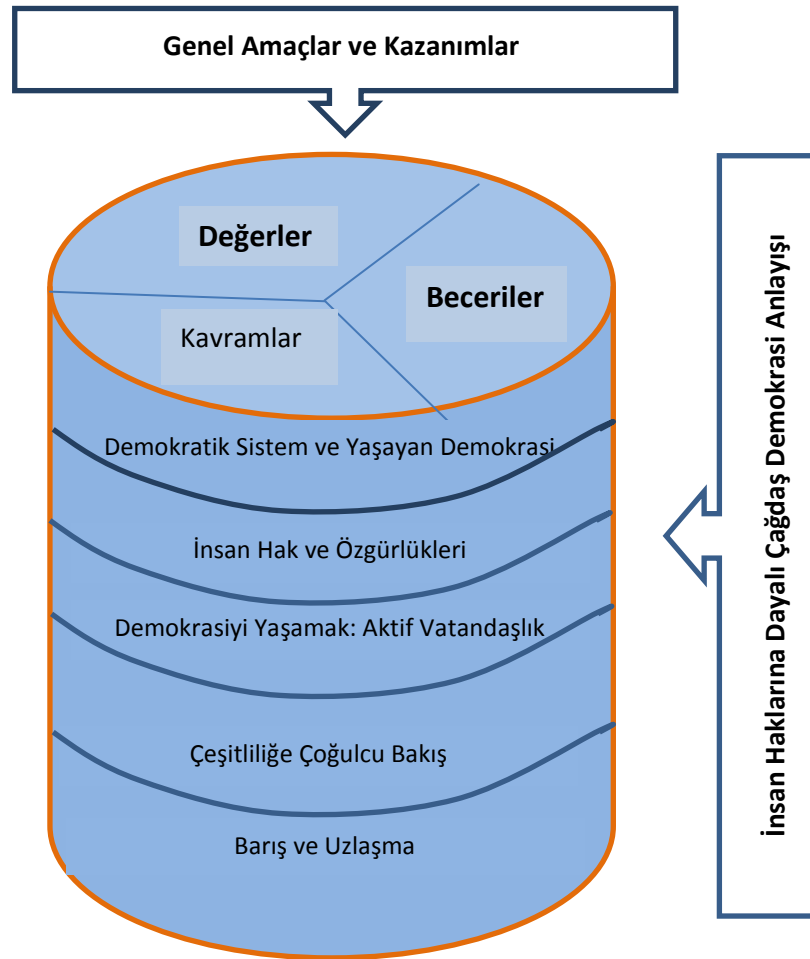 Genel Amaçlar ve Kazanımlar
Değerler
Beceriler
Kavramlar
Demokratik Sistem ve Yaşayan Demokrasi
İnsan Hak ve Özgürlükleri
Demokrasiyi Yaşamak: Aktif Vatandaşlık
Çeşitliliğe Çoğulcu Bakış
Barış ve Uzlaşma
İnsan Haklarına Dayalı Çağdaş Demokrasi Anlayışı